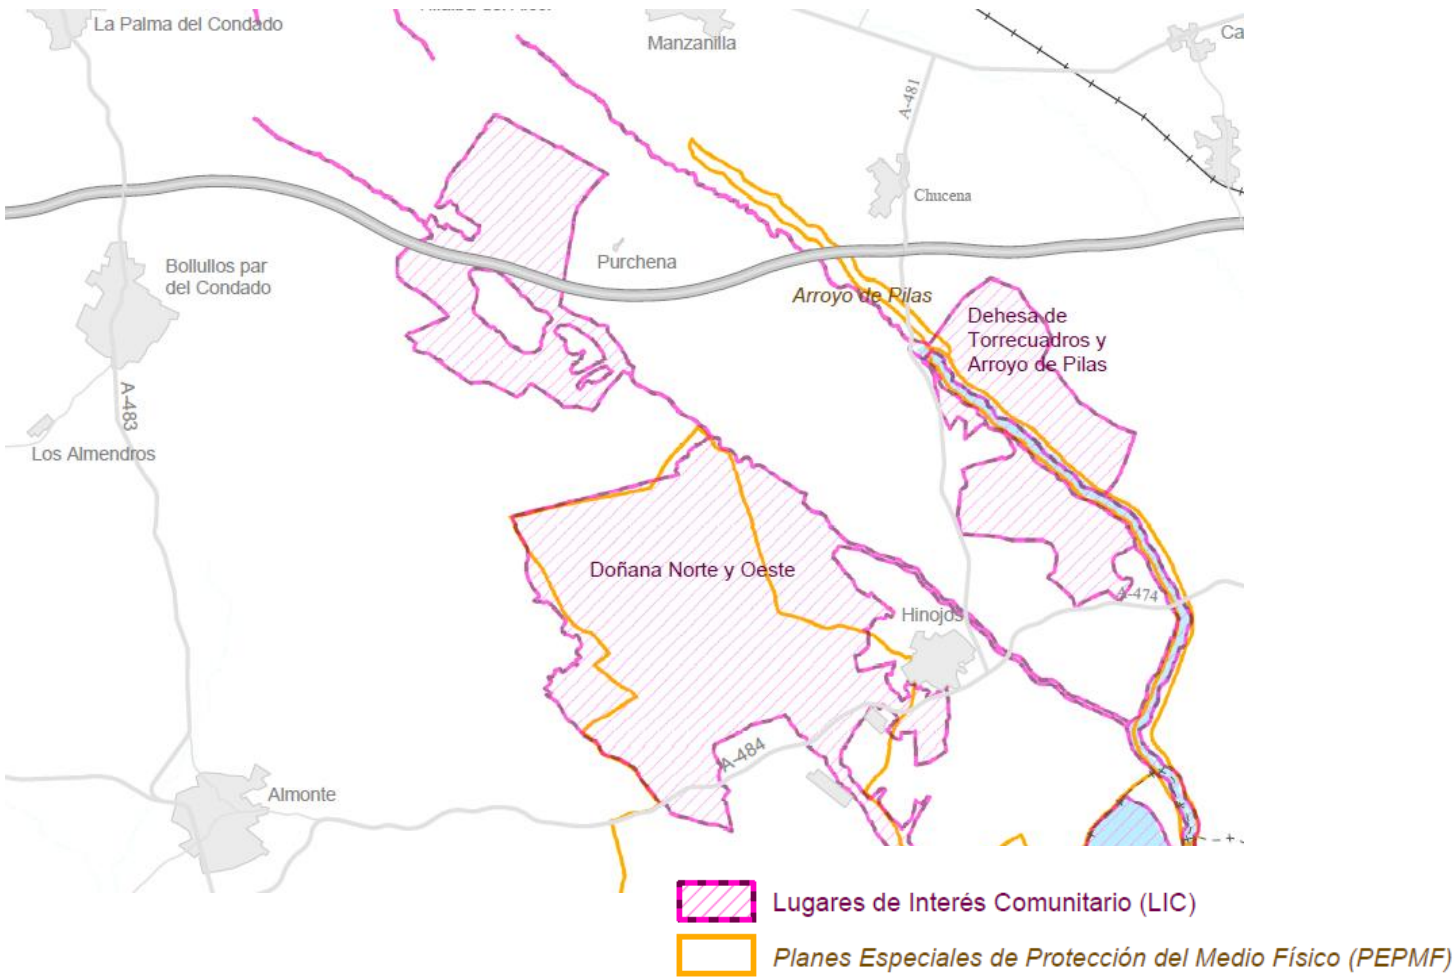 La Palma del Condado
Manzanilla
Ca
A-481
Chucena
Purchena
Bollullos par
del Condado
Arroyo de Pilas
Dehesa de
Torrecuadros y
Arroyo de Pilas
A-483
Los Almendros
Doñana Norte y Oeste
A-474
Hinojos
A-484
Almonte
Lugares de Interés Comunitario (LIC)
Planes Especiales de Protección del Medio Físico (PEPMF)